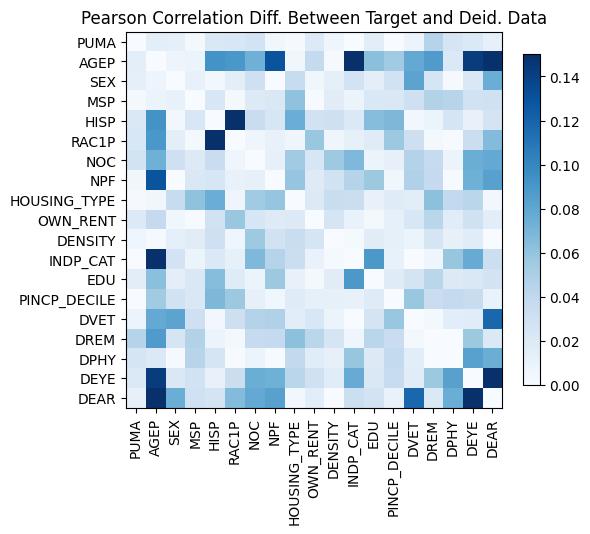 Pearson Correlation Diff. Between Target and Deid. Data
PUMA
AGEP
SEX
MSP
HISP
RAC1P
NOC
NPF
HOUSING_TYPE
OWN_RENT
DENSITY
INDP_CAT
EDU
PINCP_DECILE
DVET
DREM
DPHY
DEYE
DEAR
PUMA
AGEP
SEX
MSP
HISP
RAC1P
NOC
NPF
HOUSING_TYPE
OWN_RENT
DENSITY
INDP_CAT
EDU
PINCP_DECILE
DVET
DREM
DPHY
DEYE
DEAR
0.14
0.12
0.10
0.08
0.06
0.04
0.02
0.00